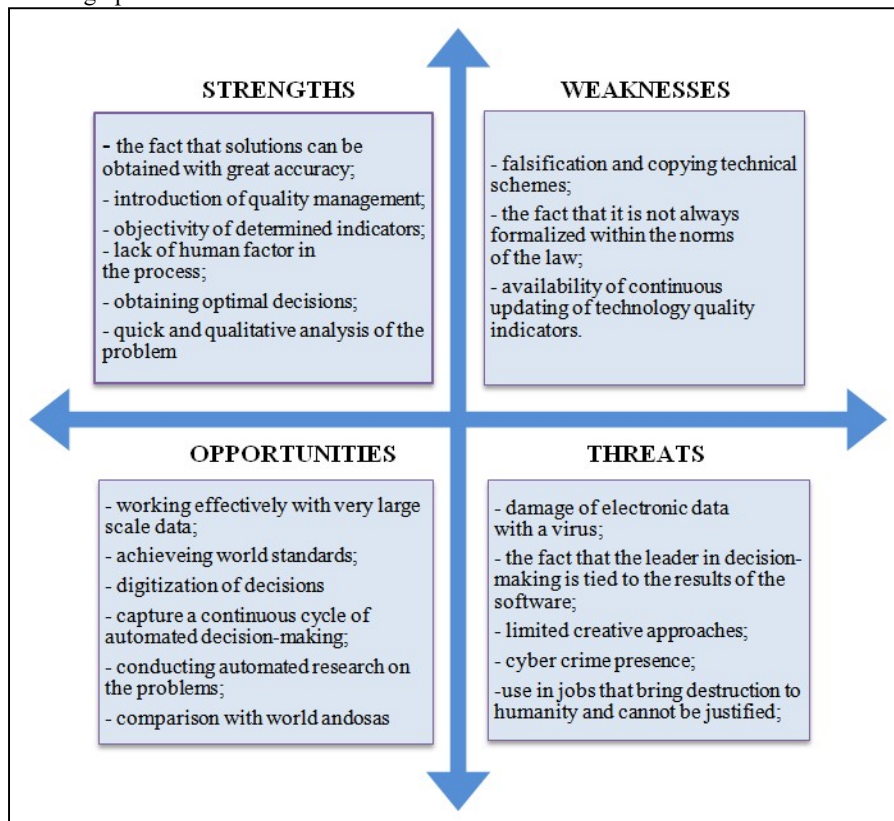 STRENGTHS
- the fact that solutions can be
obtained with great accuracy;
- introduction of quality management;
- objectivity of determined indicators;
- lack of human factor in
the process;
- obtaining optimal decisions;
- quick and qualitative analysis of the
problem
WEAKNESSES
- falsification and copying technical
schemes;
- the fact that it is not always
formalized within the norms
of the law;
- availability of continuous
updating of technology quality
indicators.
OPPORTUNITIES
- working effectively with very large
scale data;
- achieveing world standards;
- digitization of decisions
- capture a continuous cycle of
automated decision-making;
- conducting automated research on
the problems;
- comparison with world andosas
THREATS
- damage of electronic data
with a virus;
- the fact that the leader in decision-
making is tied to the results of the
software;
- limited creative approaches;
- cyber crime presence;
-use in jobs that bring destruction to
humanity and cannot be justified;